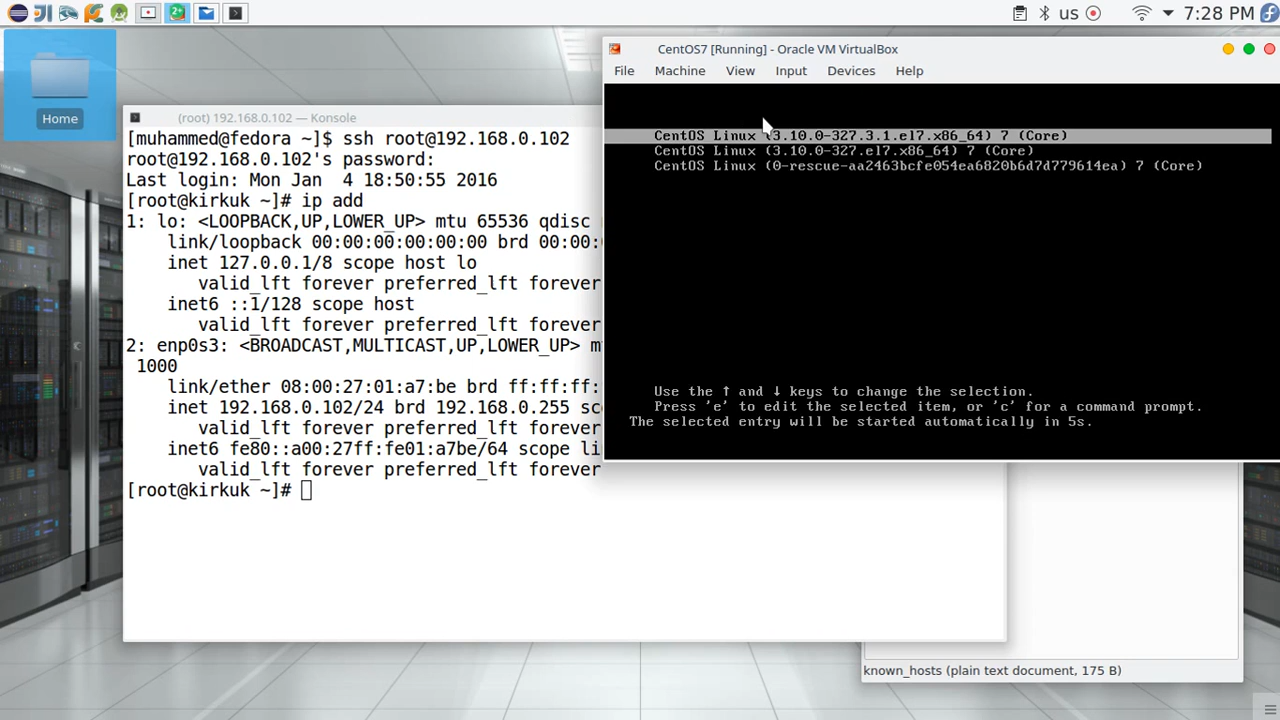 us
7:28 PM
Home
(root) 192.168.0.102 — Konsole
[muhammed@fedora ~]$ ssh root@192.168.0.102
root@192.168.0.102's password:
Last login: Mon Jan  4 18:50:55 2016
[root@kirkuk ~]# ip add
1: lo: <LOOPBACK,UP,LOWER_UP> mtu 65536 qdisc
    link/loopback 00:00:00:00:00:00 brd 00:00:
    inet 127.0.0.1/8 scope host lo
       valid_lft forever preferred_lft forever
    inet6 ::1/128 scope host
       valid_lft forever preferred_lft forever
2: enp0s3: <BROADCAST,MULTICAST,UP,LOWER_UP>
 1000
    link/ether 08:00:27:01:a7:be brd ff:ff:ff:
    inet 192.168.0.102/24 brd 192.168.0.255
       valid_lft forever preferred_lft forever
    inet6 fe80::a00:27ff:fe01:a7be/64 scope
       valid_lft forever preferred_lft forever
[root@kirkuk ~]#
CentOS7 [Running] - Oracle VM VirtualBox
File Machine View Input Devices Help
CentOS Linux (3.10.0-327.3.1.el7.x86_64) 7 (Core)
CentOS Linux (3.10.0-327.el7.x86_64) 7 (Core)
CentOS Linux (0-rescue-aa2463bcfe054ea6820b6d7d779614ea) 7 (Core)
Use the ↑ and ↓ keys to change the selection.
Press 'e' to edit the selected item, or 'c' for a command prompt.
The selected entry will be started automatically in 5s.
known_hosts (plain text document, 175 B)